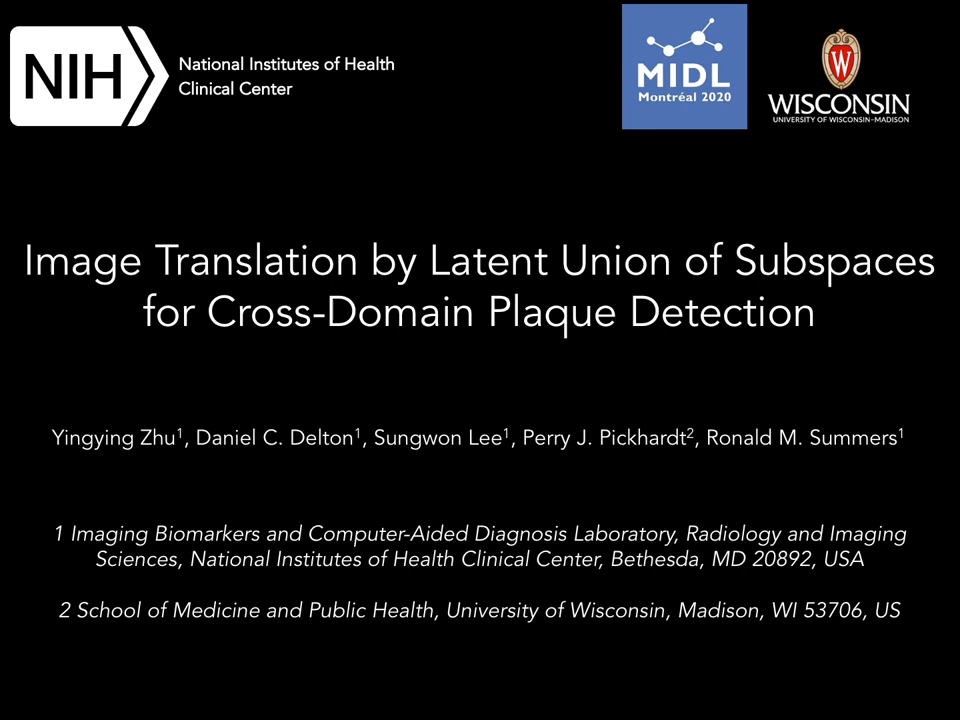 NIH
National Institutes of Health
Clinical Center
MIDL
Montréal 2020
W
WISCONSIN
UNIVERSITY OF WISCONSIN–MADISON
Image Translation by Latent Union of Subspaces
for Cross-Domain Plaque Detection
Yingying Zhu1, Daniel C. Delton1, Sungwon Lee1, Perry J. Pickhardt2, Ronald M. Summers1
1 Imaging Biomarkers and Computer-Aided Diagnosis Laboratory, Radiology and Imaging
Sciences, National Institutes of Health Clinical Center, Bethesda, MD 20892, USA
2 School of Medicine and Public Health, University of Wisconsin, Madison, WI 53706, US